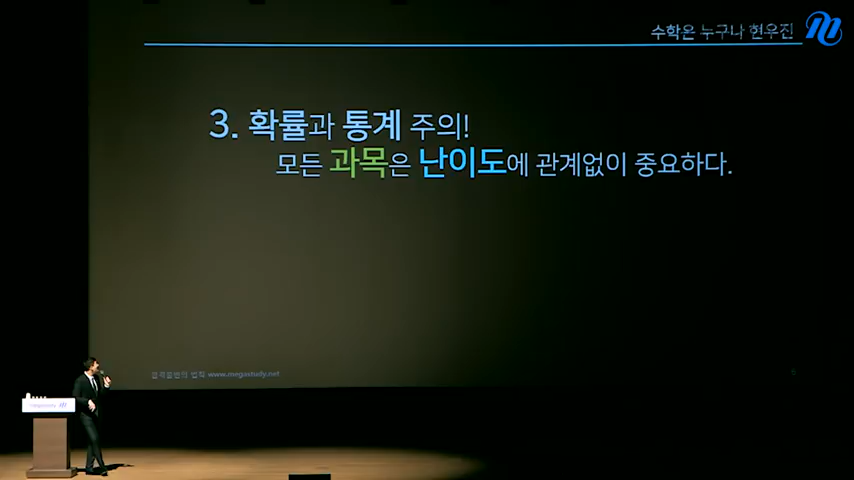 수학은 누구나 현우진
3. 확률과 통계 주의!
모든 과목은 난이도에 관계없이 중요하다.
www.megastudy.net